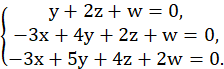 y + 2z + w = 0,
−3x + 4y + 2z + w = 0,
−3x + 5y + 4z + 2w = 0.